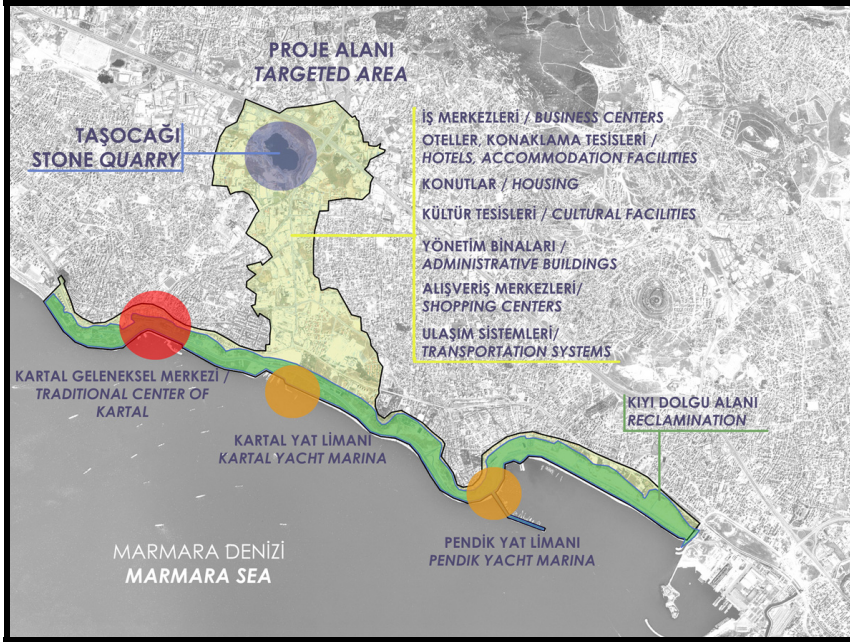 PROJE ALANI
TARGETED AREA
TAŞOCAĞI
STONE QUARRY
İŞ MERKEZLERİ / BUSINESS CENTERS
OTELLER, KONAKLAMA TESİSLERİ /
HOTELS, ACCOMMODATION FACILITIES
KONUTLAR / HOUSING
KÜLTÜR TESİSLERİ / CULTURAL FACILITIES
YÖNETİM BİNALARI /
ADMINISTRATIVE BUILDINGS
ALIŞVERİŞ MERKEZLERİ/
SHOPPING CENTERS
ULAŞIM SİSTEMLERİ/
TRANSPORTATION SYSTEMS
KARTAL GELENEKSEL MERKEZİ /
TRADITIONAL CENTER OF
KARTAL
KARTAL YAT LİMANI
KARTAL YACHT MARINA
KIYI DOLGU ALANI
RECLAMINATION
PENDİK YAT LİMANI
PENDIK YACHT MARINA
MARMARA DENİZİ
MARMARA SEA